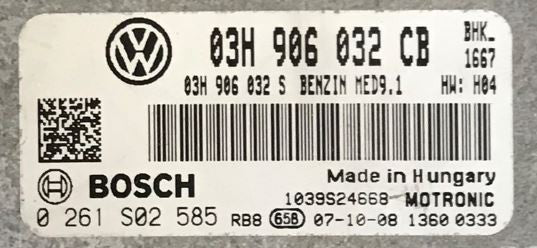 03H 906 032 CB BHK_
1667
03H 906 032 S BENZIN MED9.1 HW: H04
Made in Hungary
BOSCH 1039S24668 MOTRONIC
0 261 S02 585 RB8 658 07-10-08 1360 0333